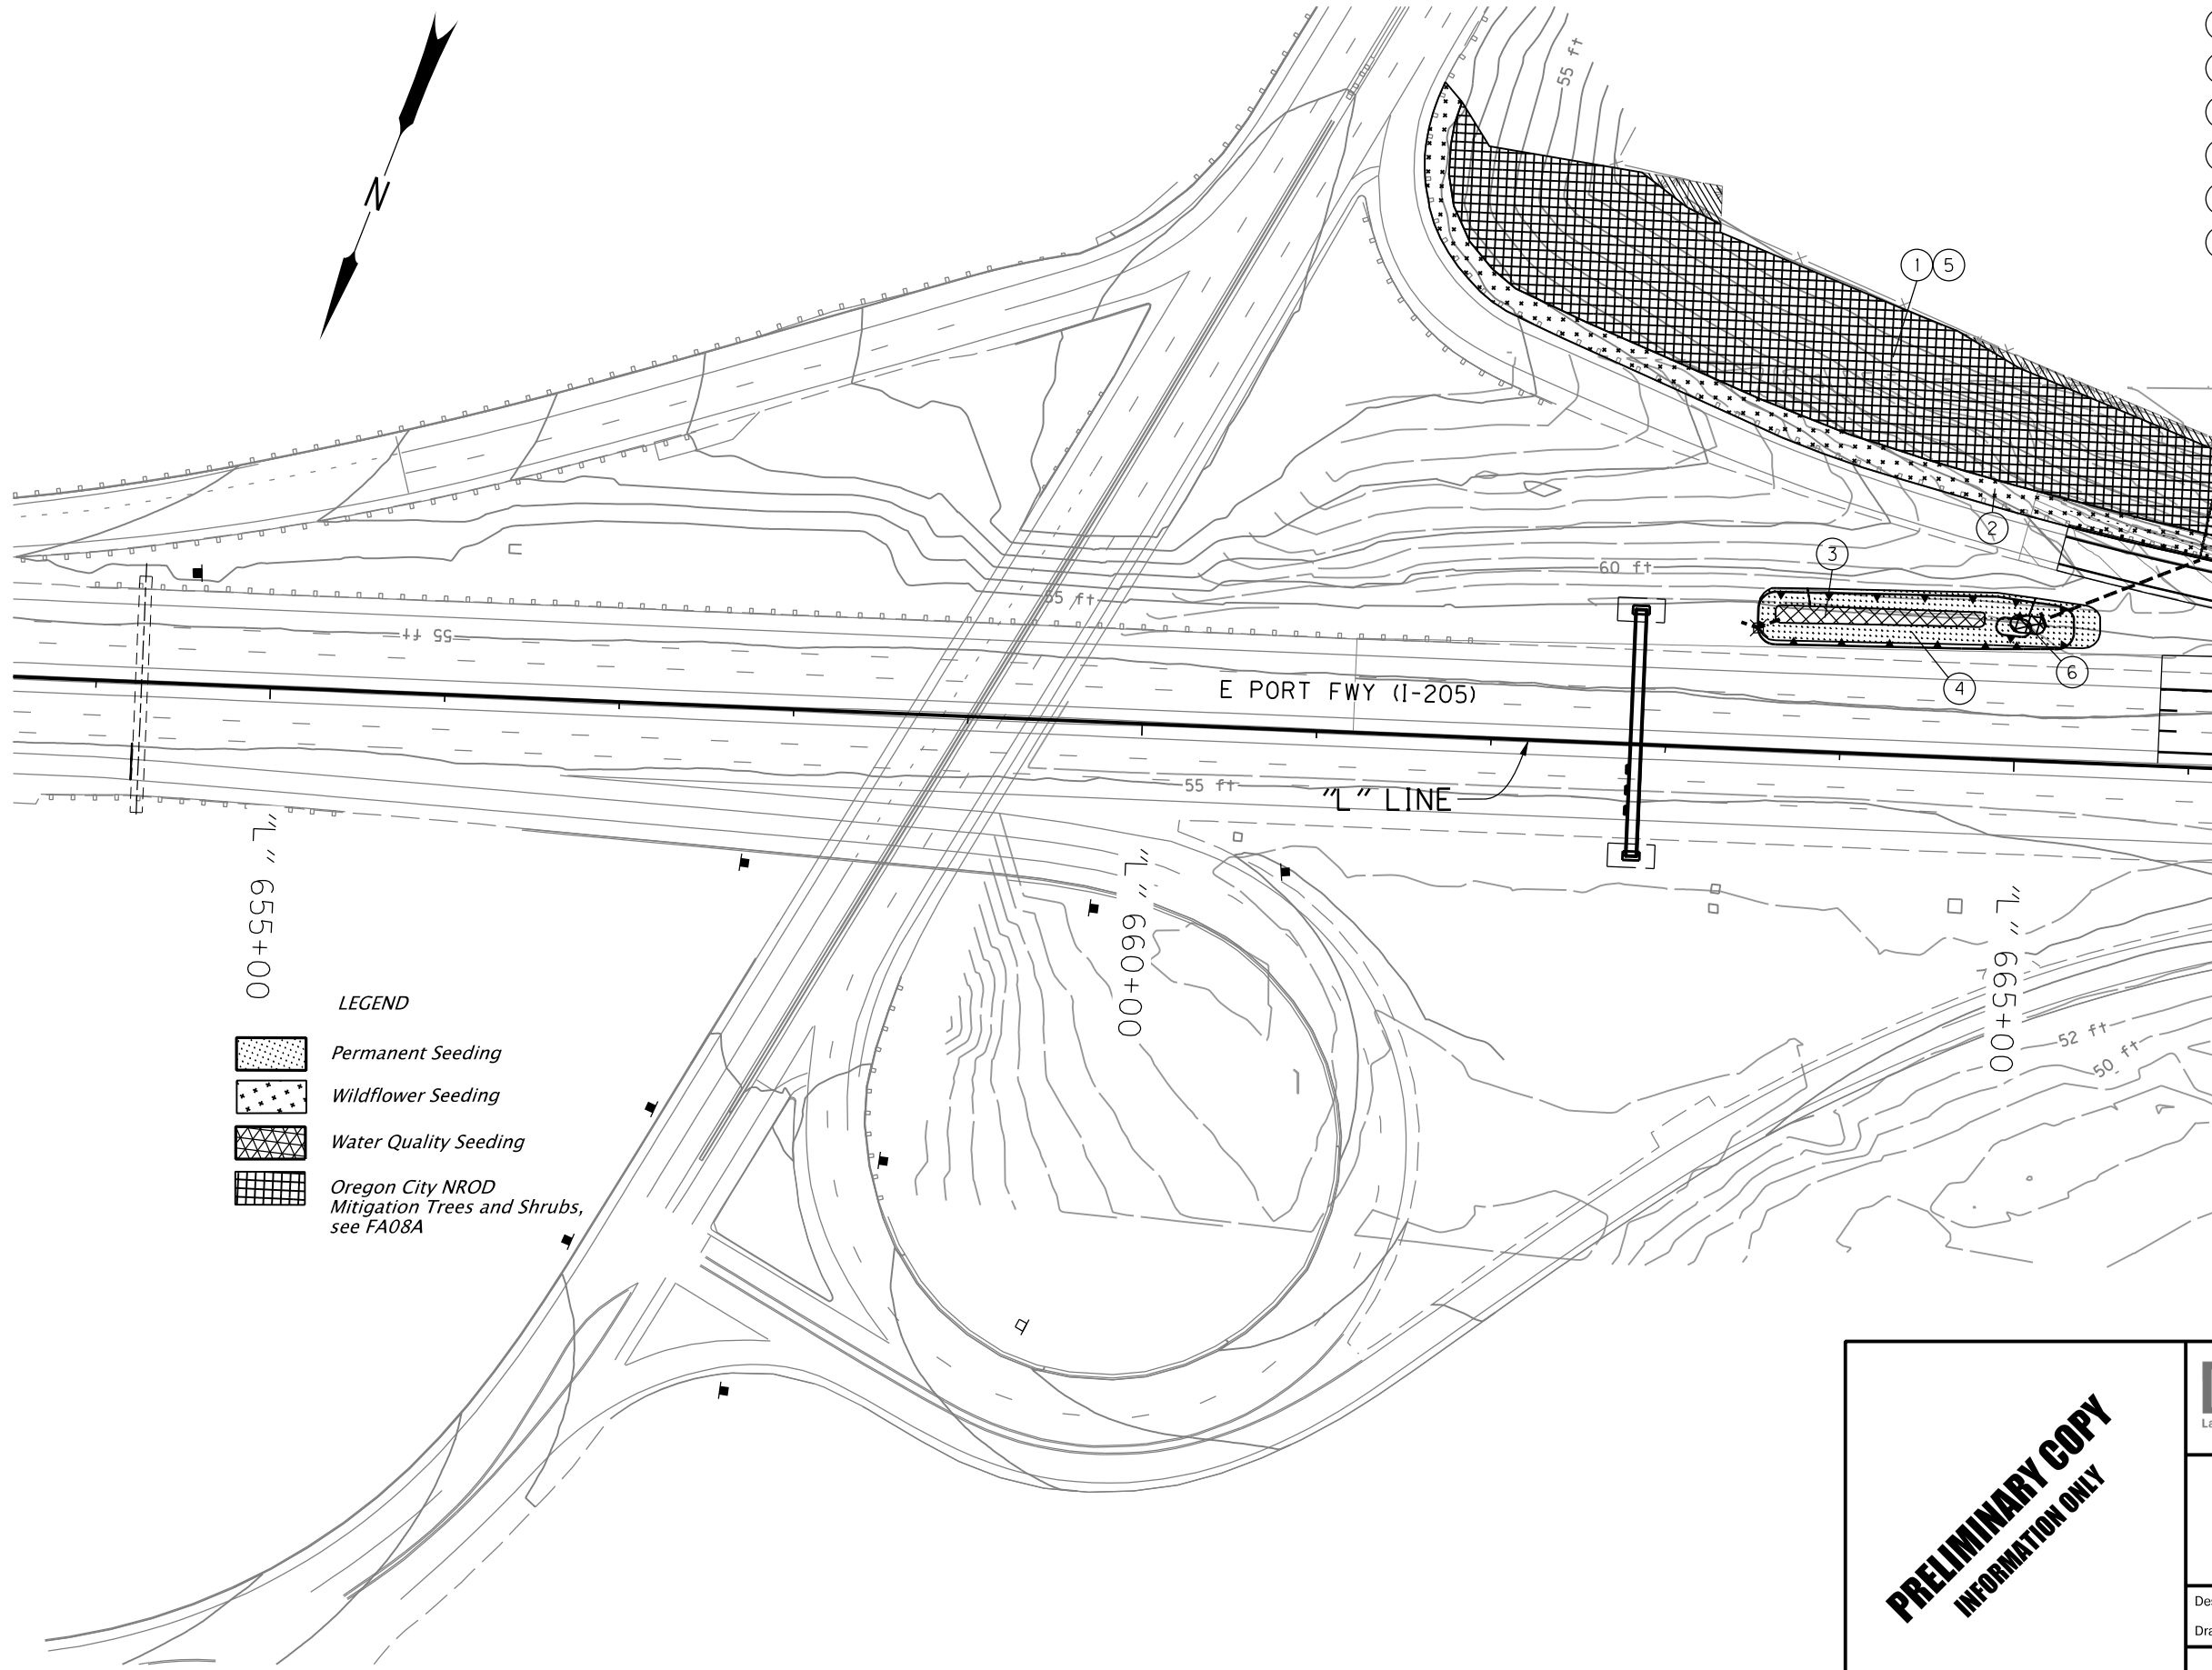 55 ft
N
1 5
2
3
60 ft
55 ft
55 ft
6
4
E PORT FWY (I-205)
55 ft
"L" LINE
"L" 655+00
"L" 660+00
"L" 665+00
52 ft
50 ft
LEGEND
Permanent Seeding
Wildflower Seeding
Water Quality Seeding
Oregon City NROD
Mitigation Trees and Shrubs,
see FA08A
PRELIMINARY COPY
INFORMATION ONLY